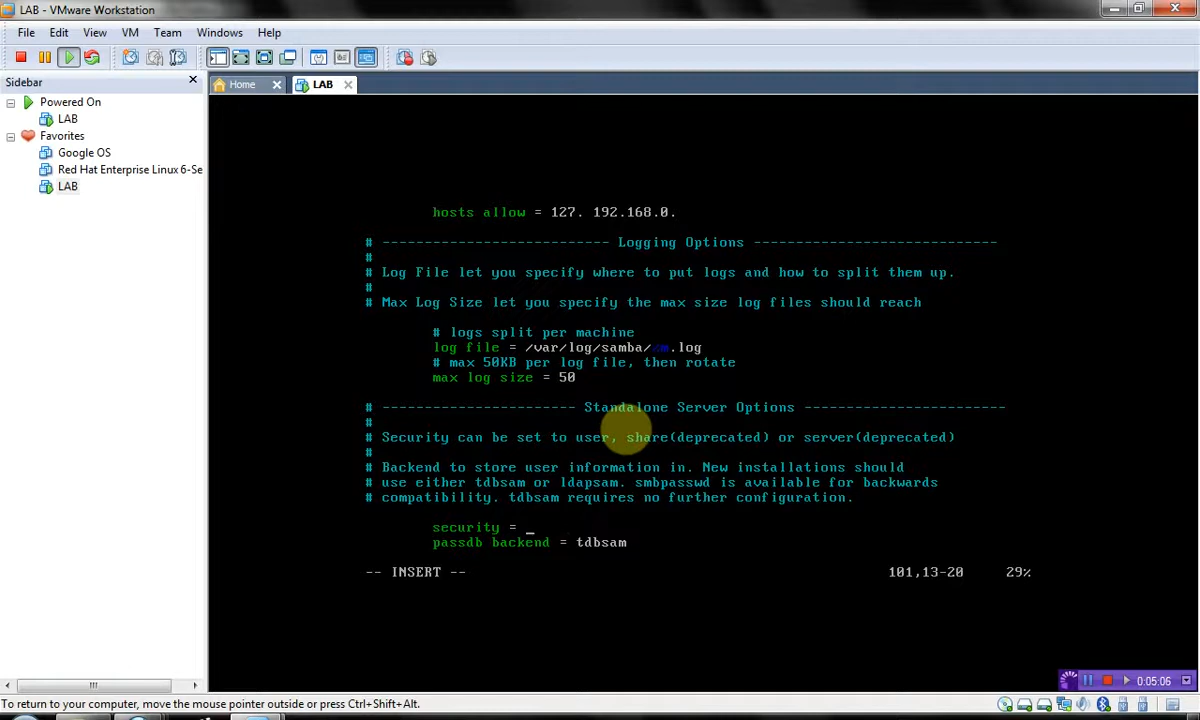 LAB - VMware Workstation
File Edit View VM Team Windows Help
Sidebar
Home
LAB
Powered On
LAB
Favorites
Google OS
Red Hat Enterprise Linux 6-Se
LAB
hosts allow = 127. 192.168.0.
# --------------------------- Logging Options ----------------------------
#
# Log File let you specify where to put logs and how to split them up.
#
# Max Log Size let you specify the max size log files should reach
# logs split per machine
log file = /var/log/samba/%m.log
# max 50KB per log file, then rotate
max log size = 50
# ----------------------- Standalone Server Options ------------------------
#
# Security can be set to user, share(deprecated) or server(deprecated)
#
# Backend to store user information in. New installations should
# use either tdbsam or ldapsam. smbpasswd is available for backwards
# compatibility. tdbsam requires no further configuration.
security = _
passdb backend = tdbsam
-- INSERT -- 101,13-20 29%
0:05:06
To return to your computer, move the mouse pointer outside or press Ctrl+Shift+Alt.